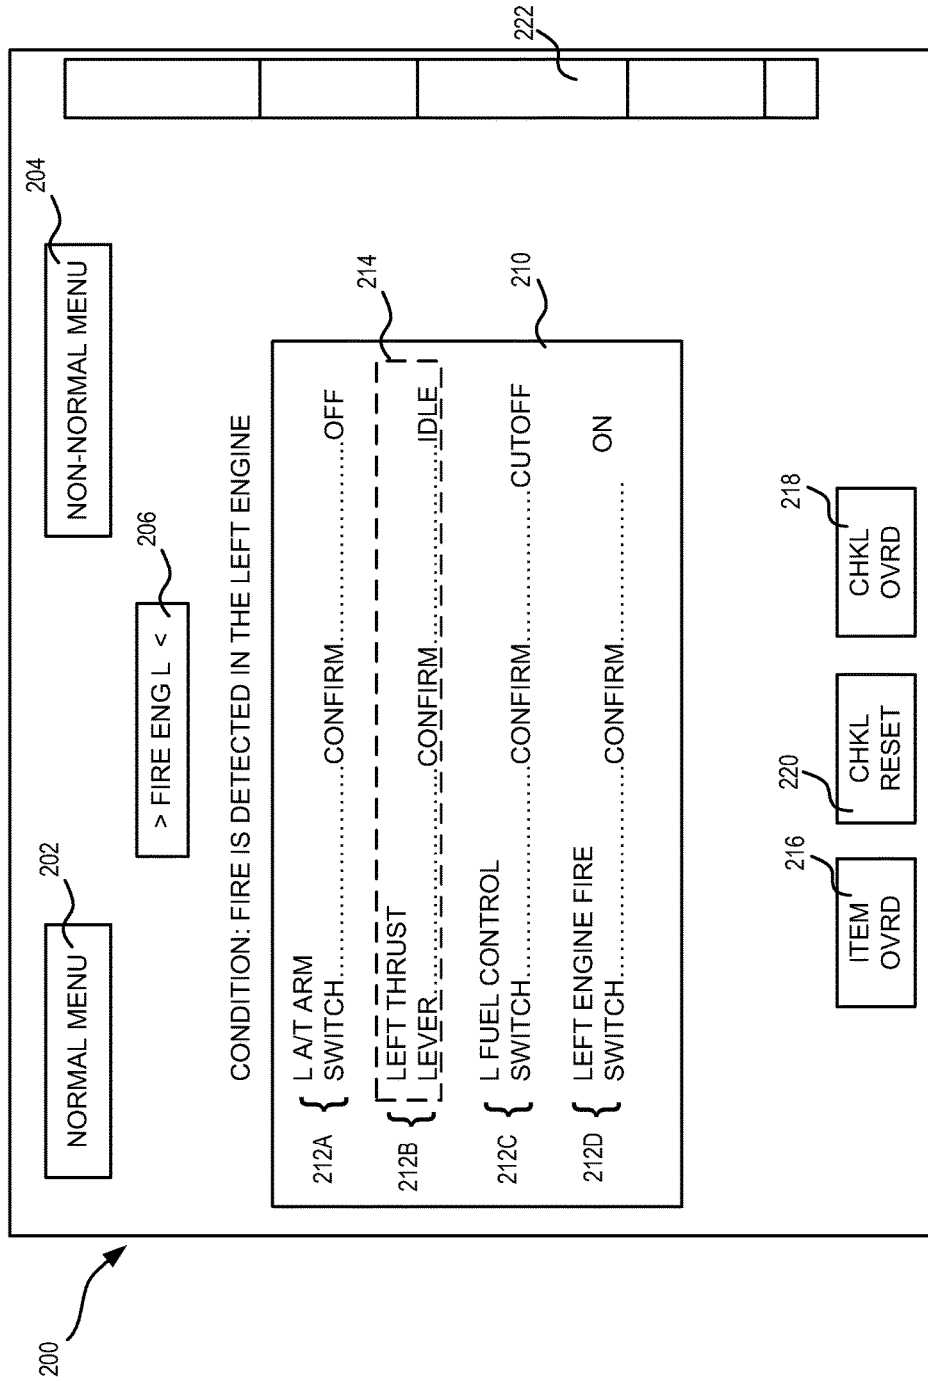 200
202
204
NORMAL MENU
NON-NORMAL MENU
206
> FIRE ENG L <
222
CONDITION: FIRE IS DETECTED IN THE LEFT ENGINE
214
212A
L A/T ARM
SWITCH....................CONFIRM....................OFF
212B
LEFT THRUST
LEVER....................CONFIRM....................IDLE
212C
L FUEL CONTROL
SWITCH....................CONFIRM...............CUTOFF
212D
LEFT ENGINE FIRE
SWITCH....................CONFIRM............... ON
210
216
220
218
ITEM
OVRD
CHKL
RESET
CHKL
OVRD